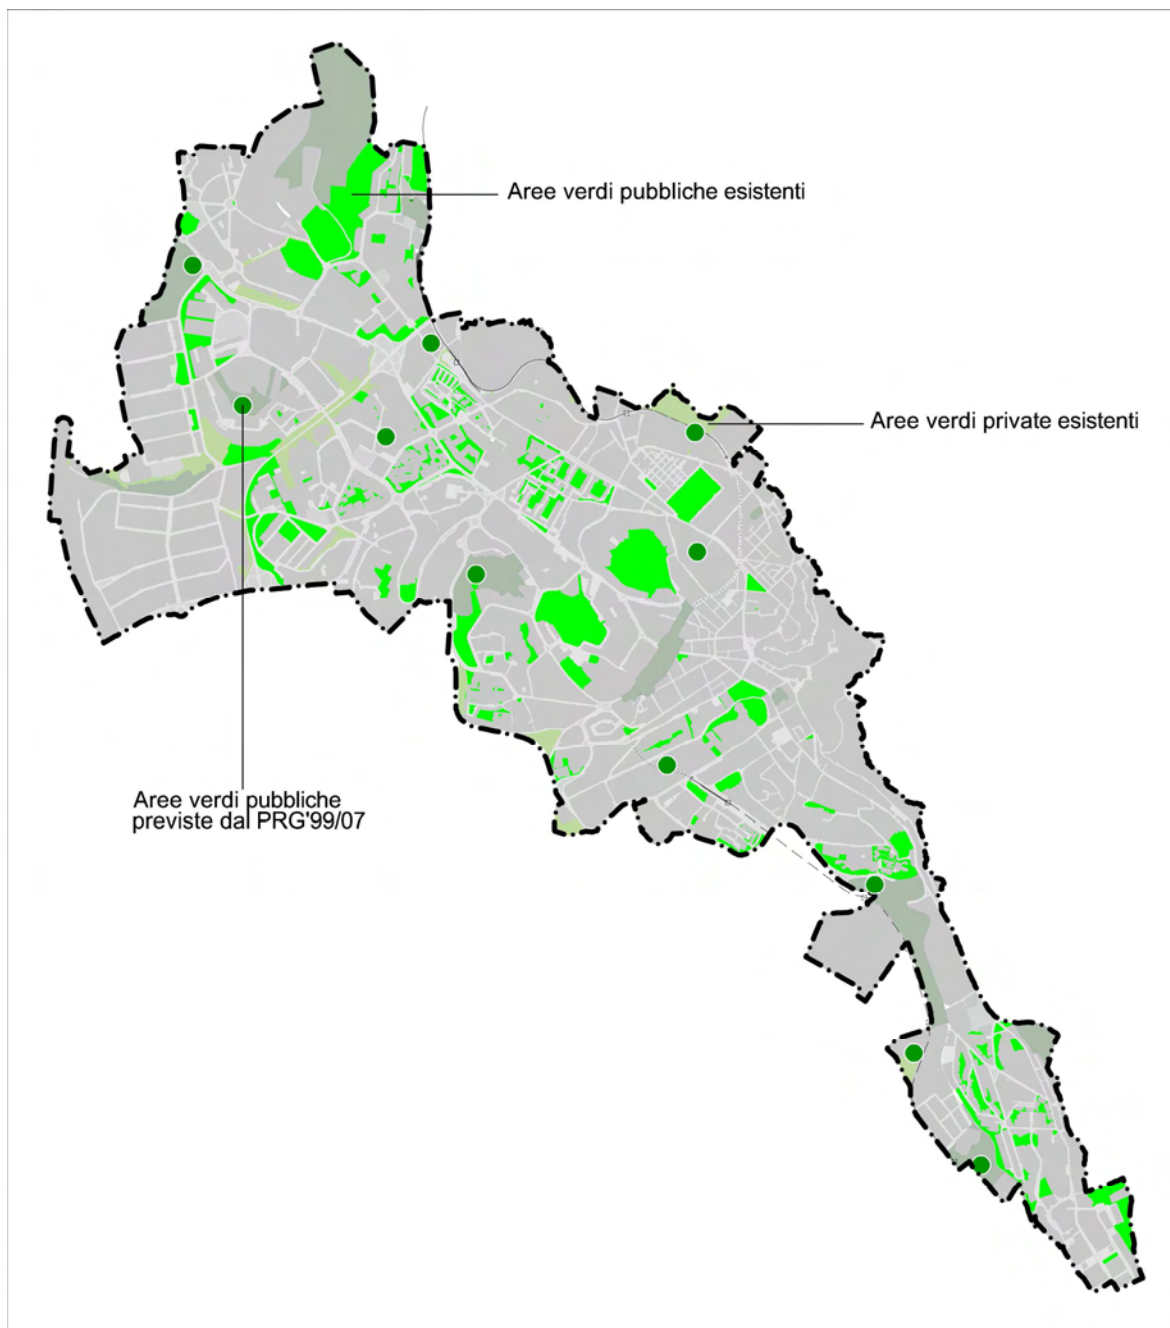 Aree verdi pubbliche esistenti
Aree verdi private esistenti
Aree verdi pubbliche
previste dal PRG'99/07